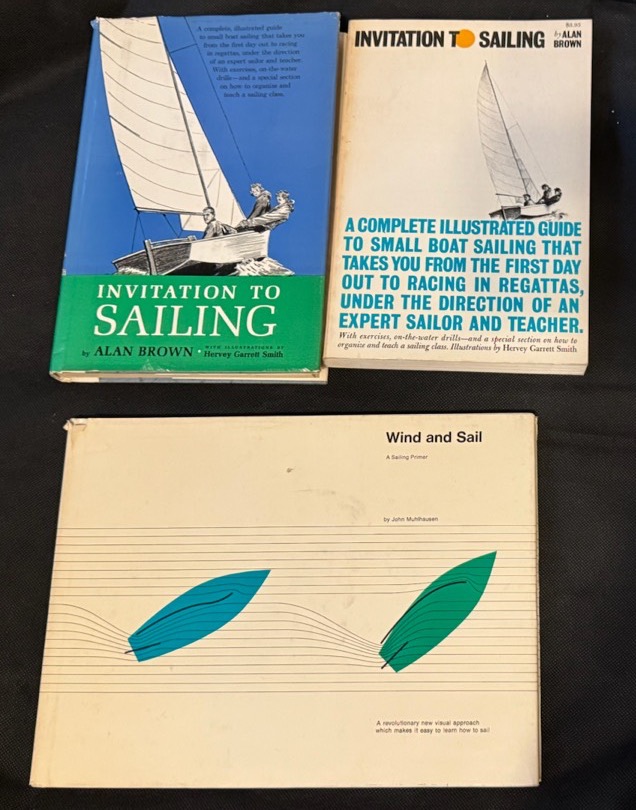 A complete, illustrated guide
to small boat sailing that takes you
from the first day out to racing
in regattas, under the direction
of an expert sailor and teacher.
With exercises, on-the-water
drills—and a special section
on how to organize and
teach a sailing class.
INVITATION TO
SAILING
by ALAN BROWN • WITH ILLUSTRATIONS BY
Hervey Garrett Smith
$3.95
INVITATION TO SAILING by ALAN
BROWN
A COMPLETE ILLUSTRATED GUIDE
TO SMALL BOAT SAILING THAT
TAKES YOU FROM THE FIRST DAY
OUT TO RACING IN REGATTAS,
UNDER THE DIRECTION OF AN
EXPERT SAILOR AND TEACHER.
With exercises, on-the-water drills—and a special section on how to
organize and teach a sailing class. Illustrations by Hervey Garrett Smith
Wind and Sail
A Sailing Primer
by John Muhlhausen
A revolutionary new visual approach
which makes it easy to learn how to sail